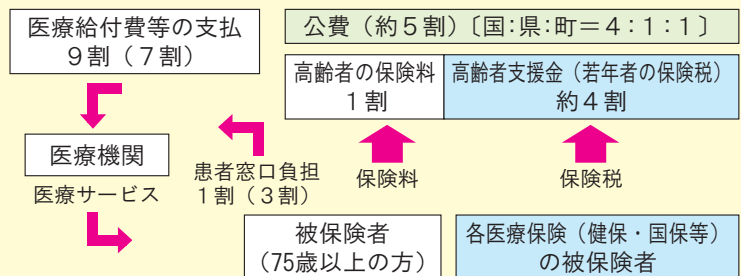 医療給付費等の支払
9割（7割）
公費（約5割）〔国:県:町＝4：1：1〕
高齢者の保険料
1割
高齢者支援金（若年者の保険税）
約4割
医療機関
医療サービス
患者窓口負担
1割（3割）
保険料
保険税
被保険者
（75歳以上の方）
各医療保険（健保・国保等）
の被保険者